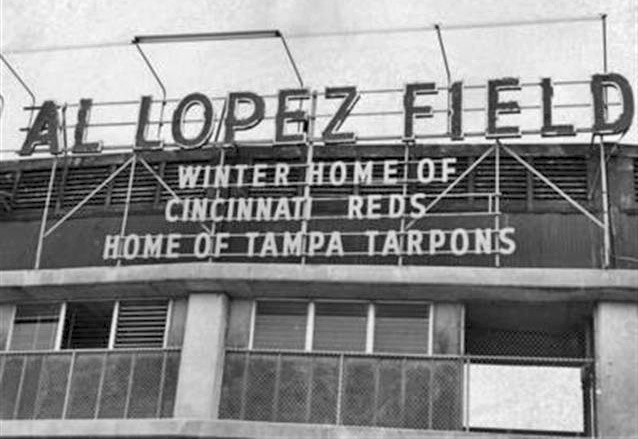 AL LOPEZ FIELD
WINTER HOME OF
CINCINNATI REDS
HOME OF TAMPA TARPONS